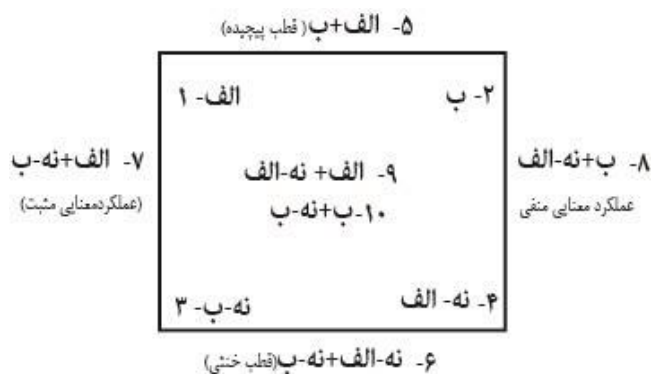 ۵- الف+ب (قطب پیچیده)
الف- ۱
۲- ب
۷- الف+نه-ب
(عملکردمعنایی مثبت)
۹- الف+ نه-الف
۱۰-ب+نه-ب
۸- ب+نه-الف
عملکرد معنایی منفی
نه-ب- ۳
۴- نه- الف
۶- نه-الف+نه-ب(قطب خنثی)